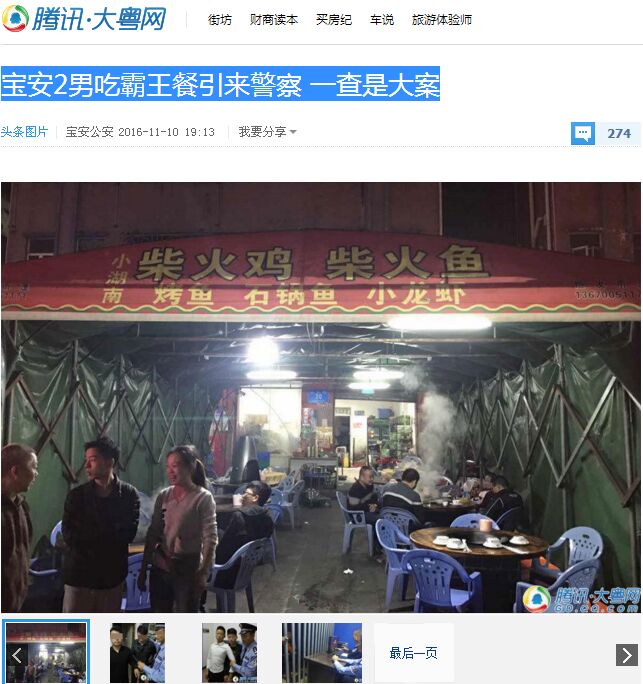 腾讯·大粤网
街坊 财商读本 买房纪 车说 旅游体验师
宝安2男吃霸王餐引来警察 一查是大案
头条图片 宝安公安 2016-11-10 19:13 我要分享 274
小湖南 柴火鸡 柴火鱼
烤鱼 石锅鱼 小龙虾
腾讯·大粤网
GD.QQ.COM
最后一页